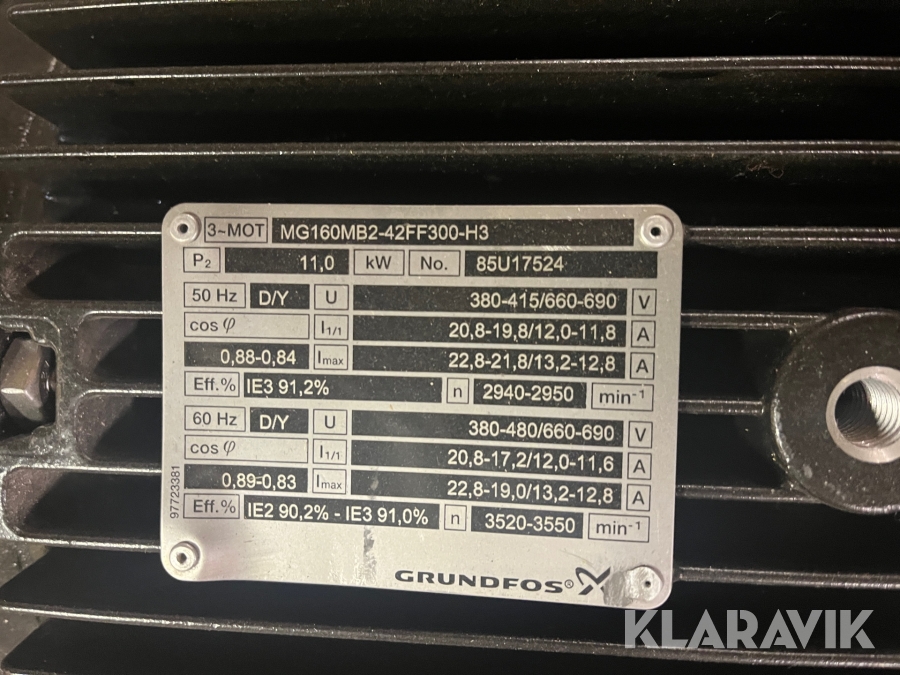 3~MOT MG160MB2-42FF300-H3
P₂ 11,0 kW No. 85U17524
50 Hz D/Y U 380-415/660-690 V
cos φ I₁/₁ 20,8-19,8/12,0-11,8 A
0,88-0,84 Imax 22,8-21,8/13,2-12,8 A
Eff.% IE3 91,2% n 2940-2950 min⁻¹
60 Hz D/Y U 380-480/660-690 V
cos φ I₁/₁ 20,8-17,2/12,0-11,6 A
0,89-0,83 Imax 22,8-19,0/13,2-12,8 A
Eff.% IE2 90,2% - IE3 91,0% n 3520-3550 min⁻¹
97723381
GRUNDFOS®
KLARAVIK